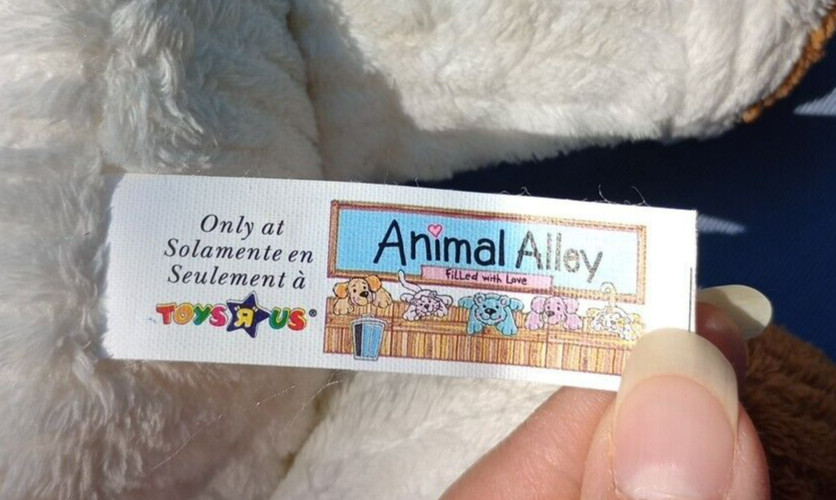 Only at
Solamente en
Seulement à
TOYS R US®
Animal Alley
Filled with Love